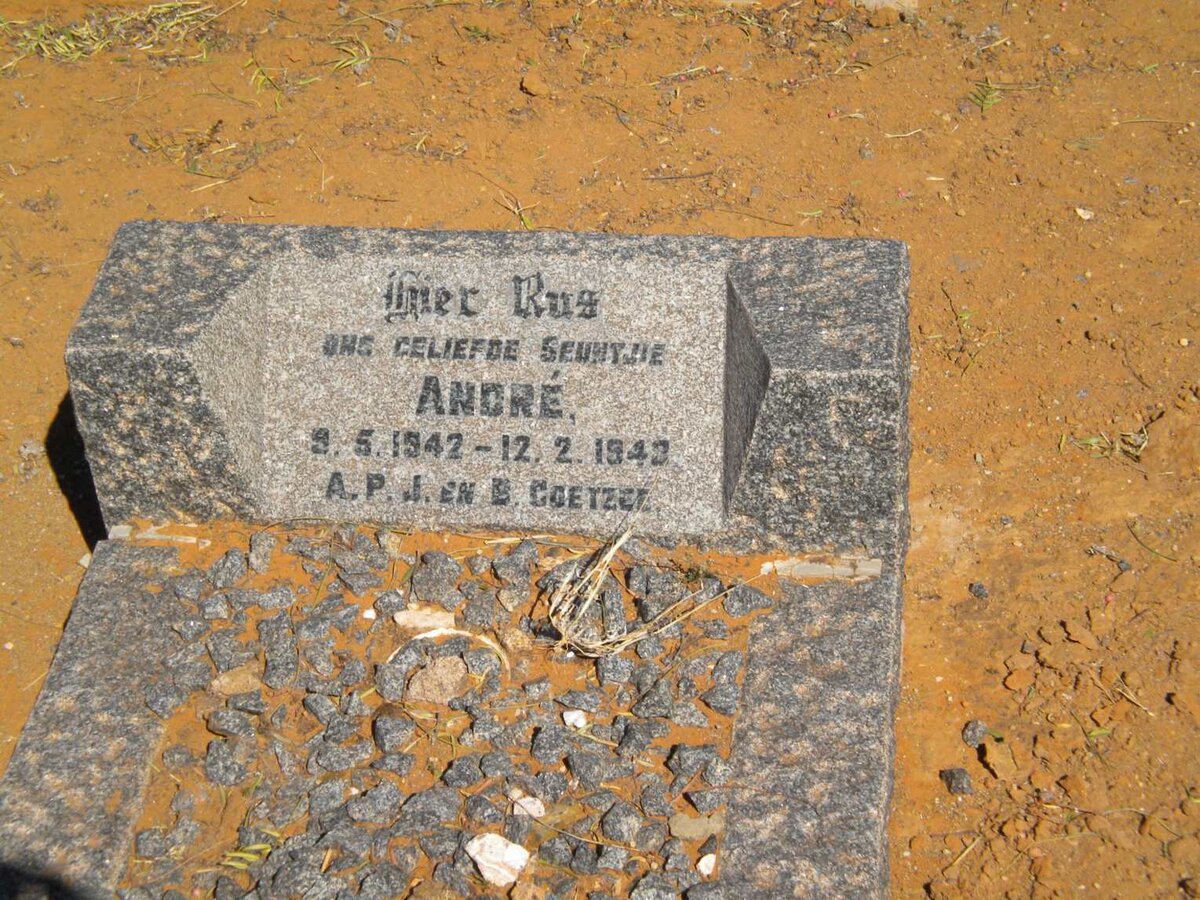 Hier Rus
ONS GELIEFDE SEUNTJIE
ANDRÉ,
9. 5. 1942 – 12. 2. 1943.
A. P. J. EN B. COETZEE